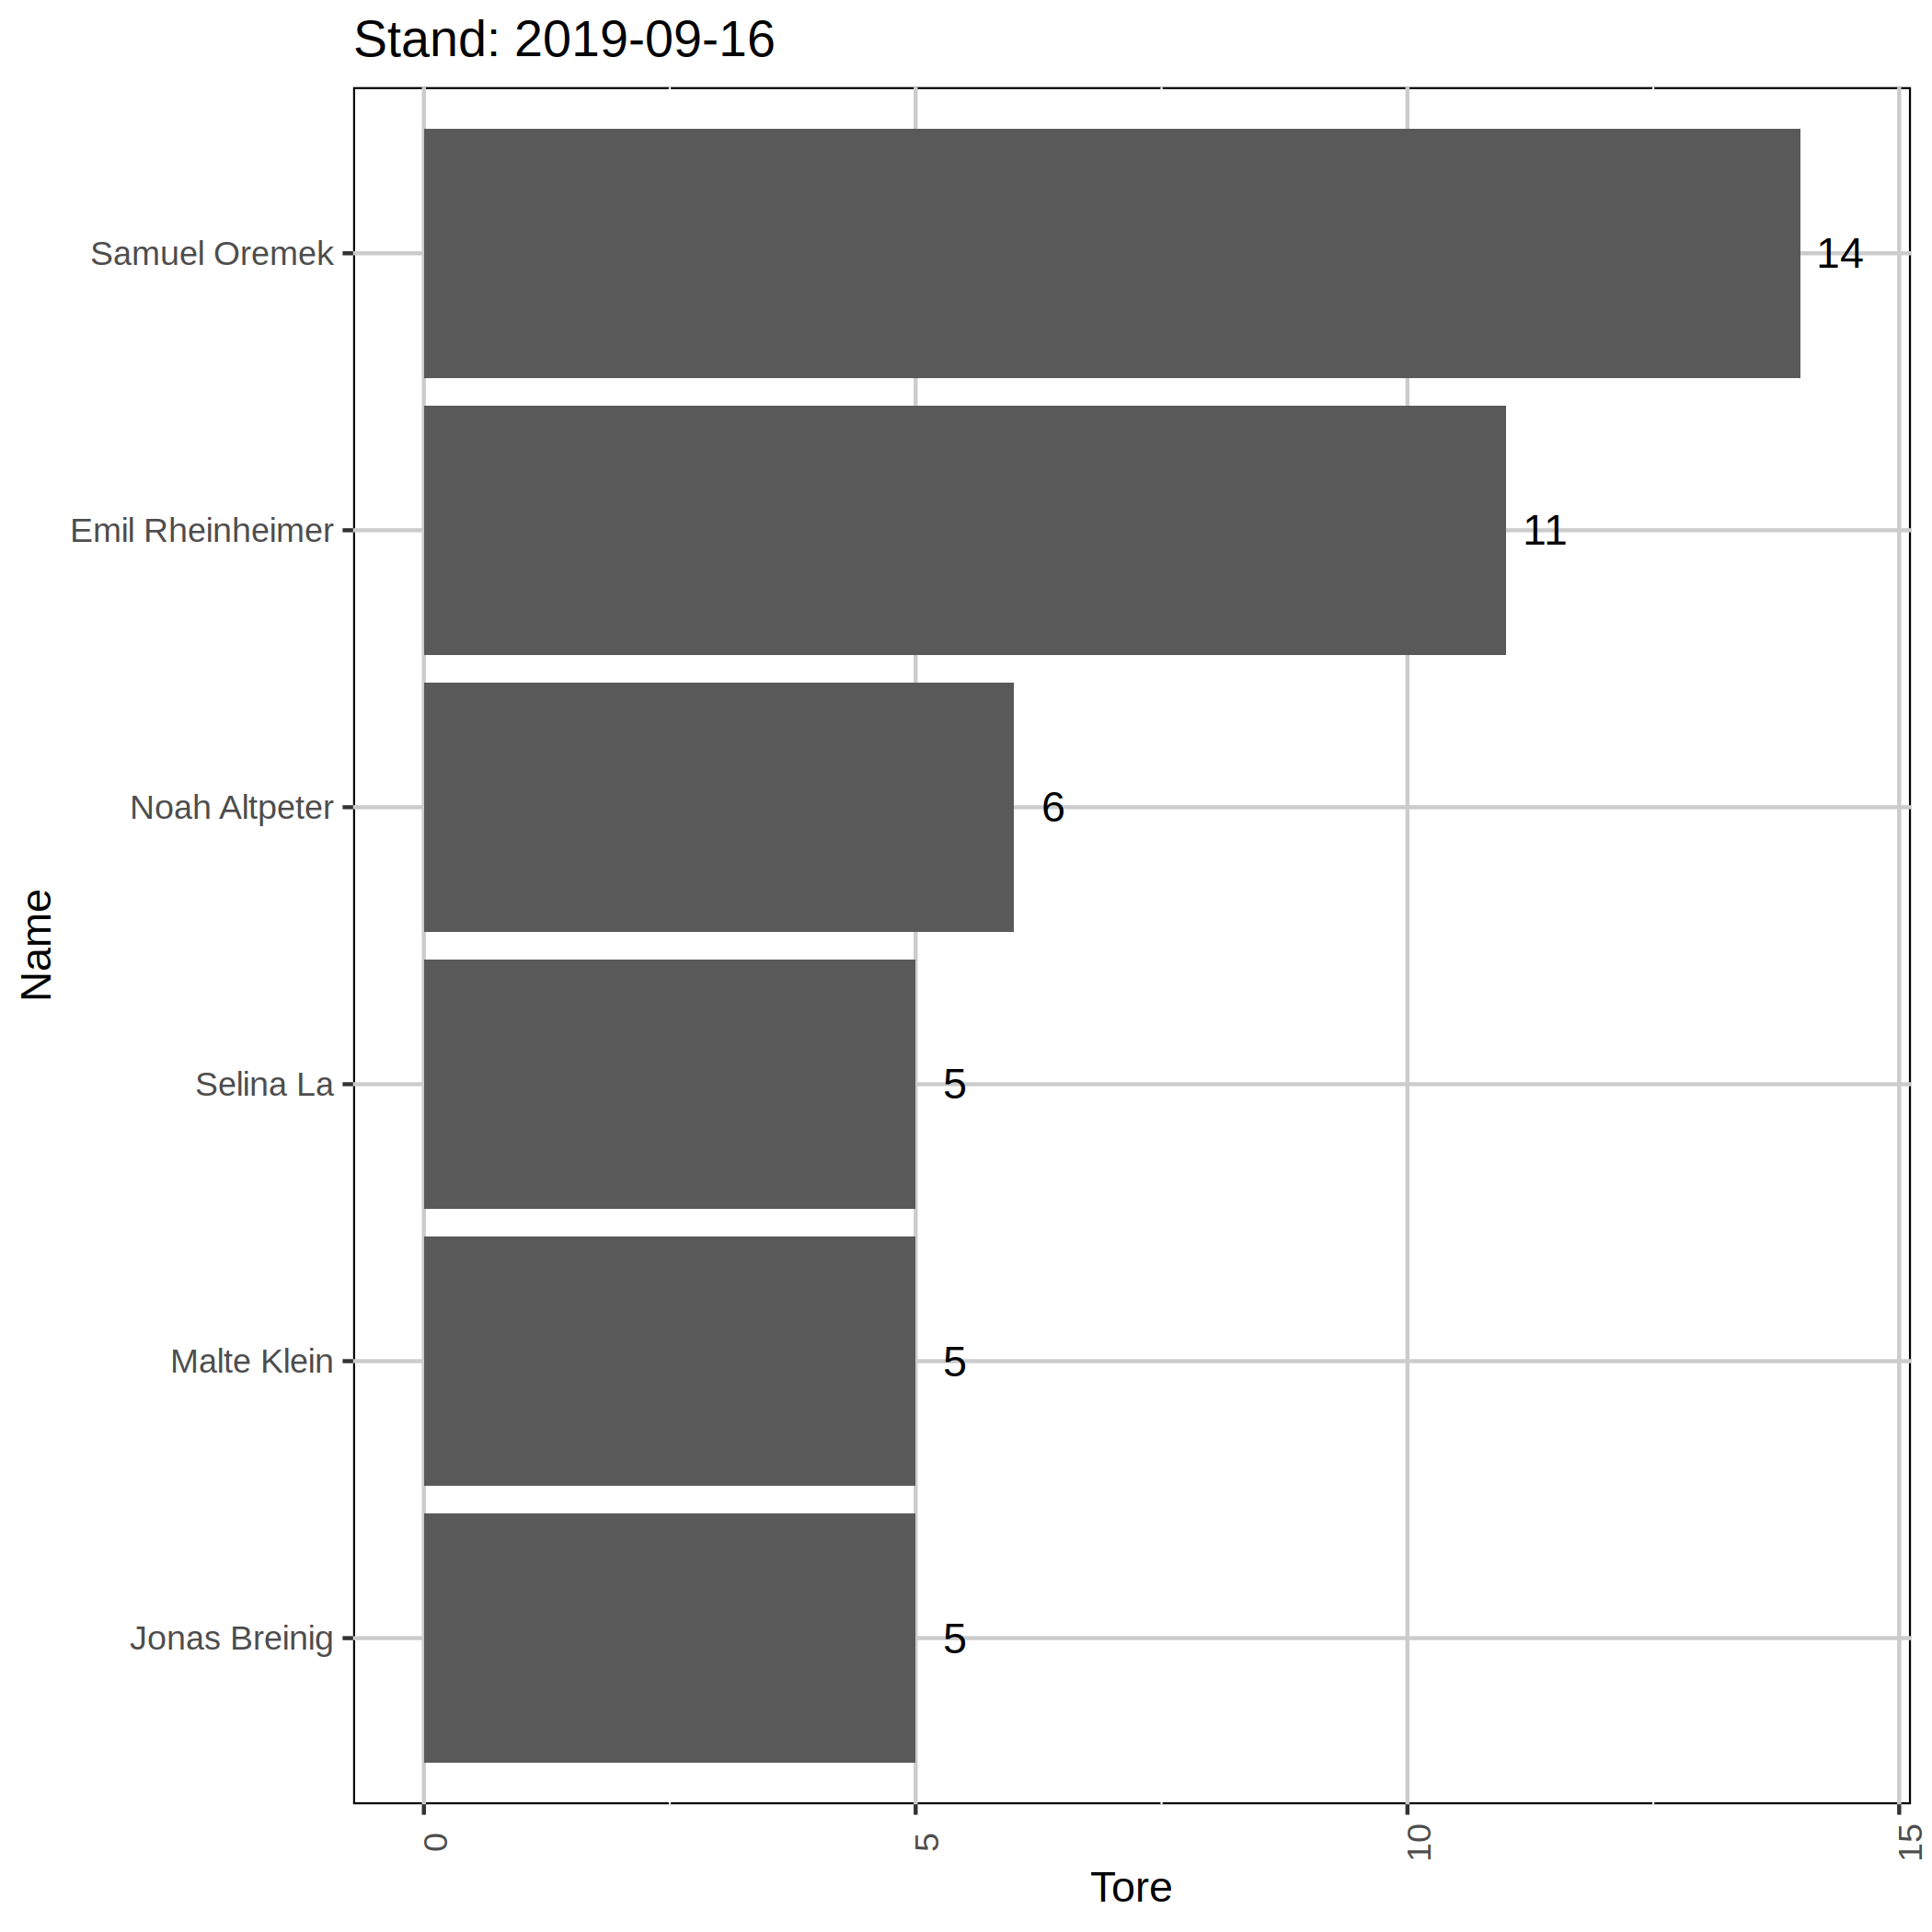 Stand: 2019-09-16
Samuel Oremek
14
Emil Rheinheimer
11
Noah Altpeter
6
Name
Selina La
5
Malte Klein
5
Jonas Breinig
5
0
5
10
15
Tore